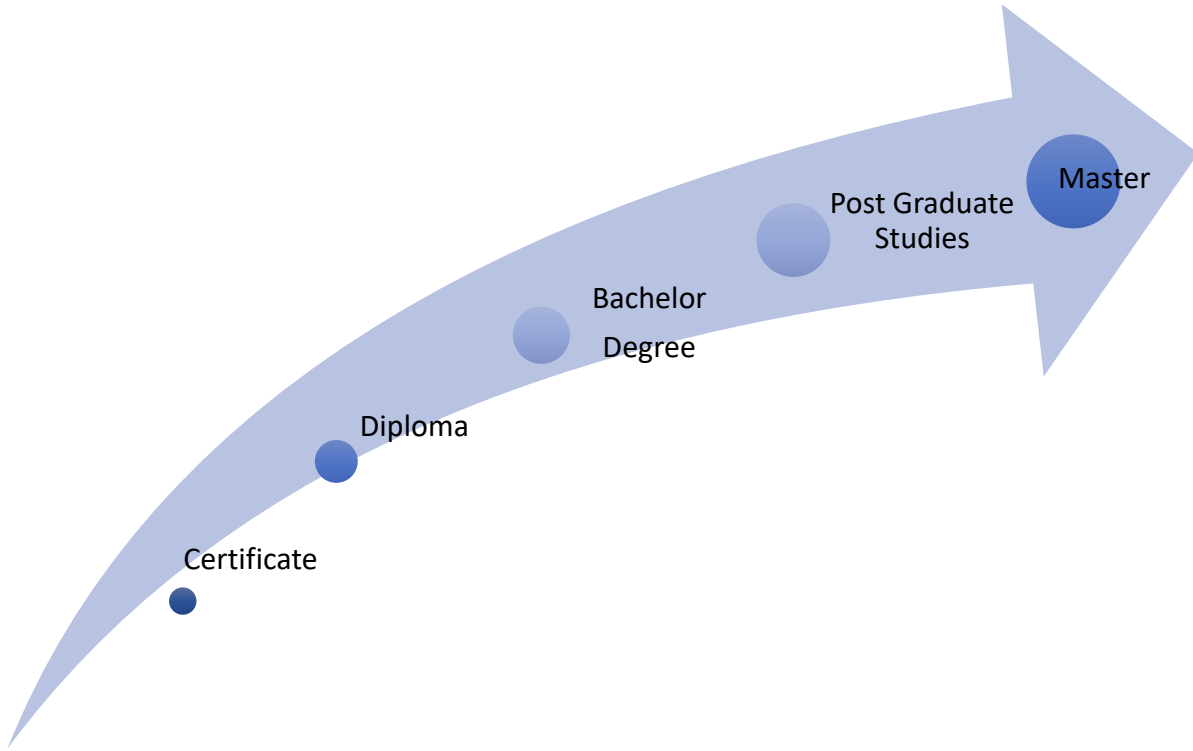 Master
Post Graduate
Studies
Bachelor
Degree
Diploma
Certificate